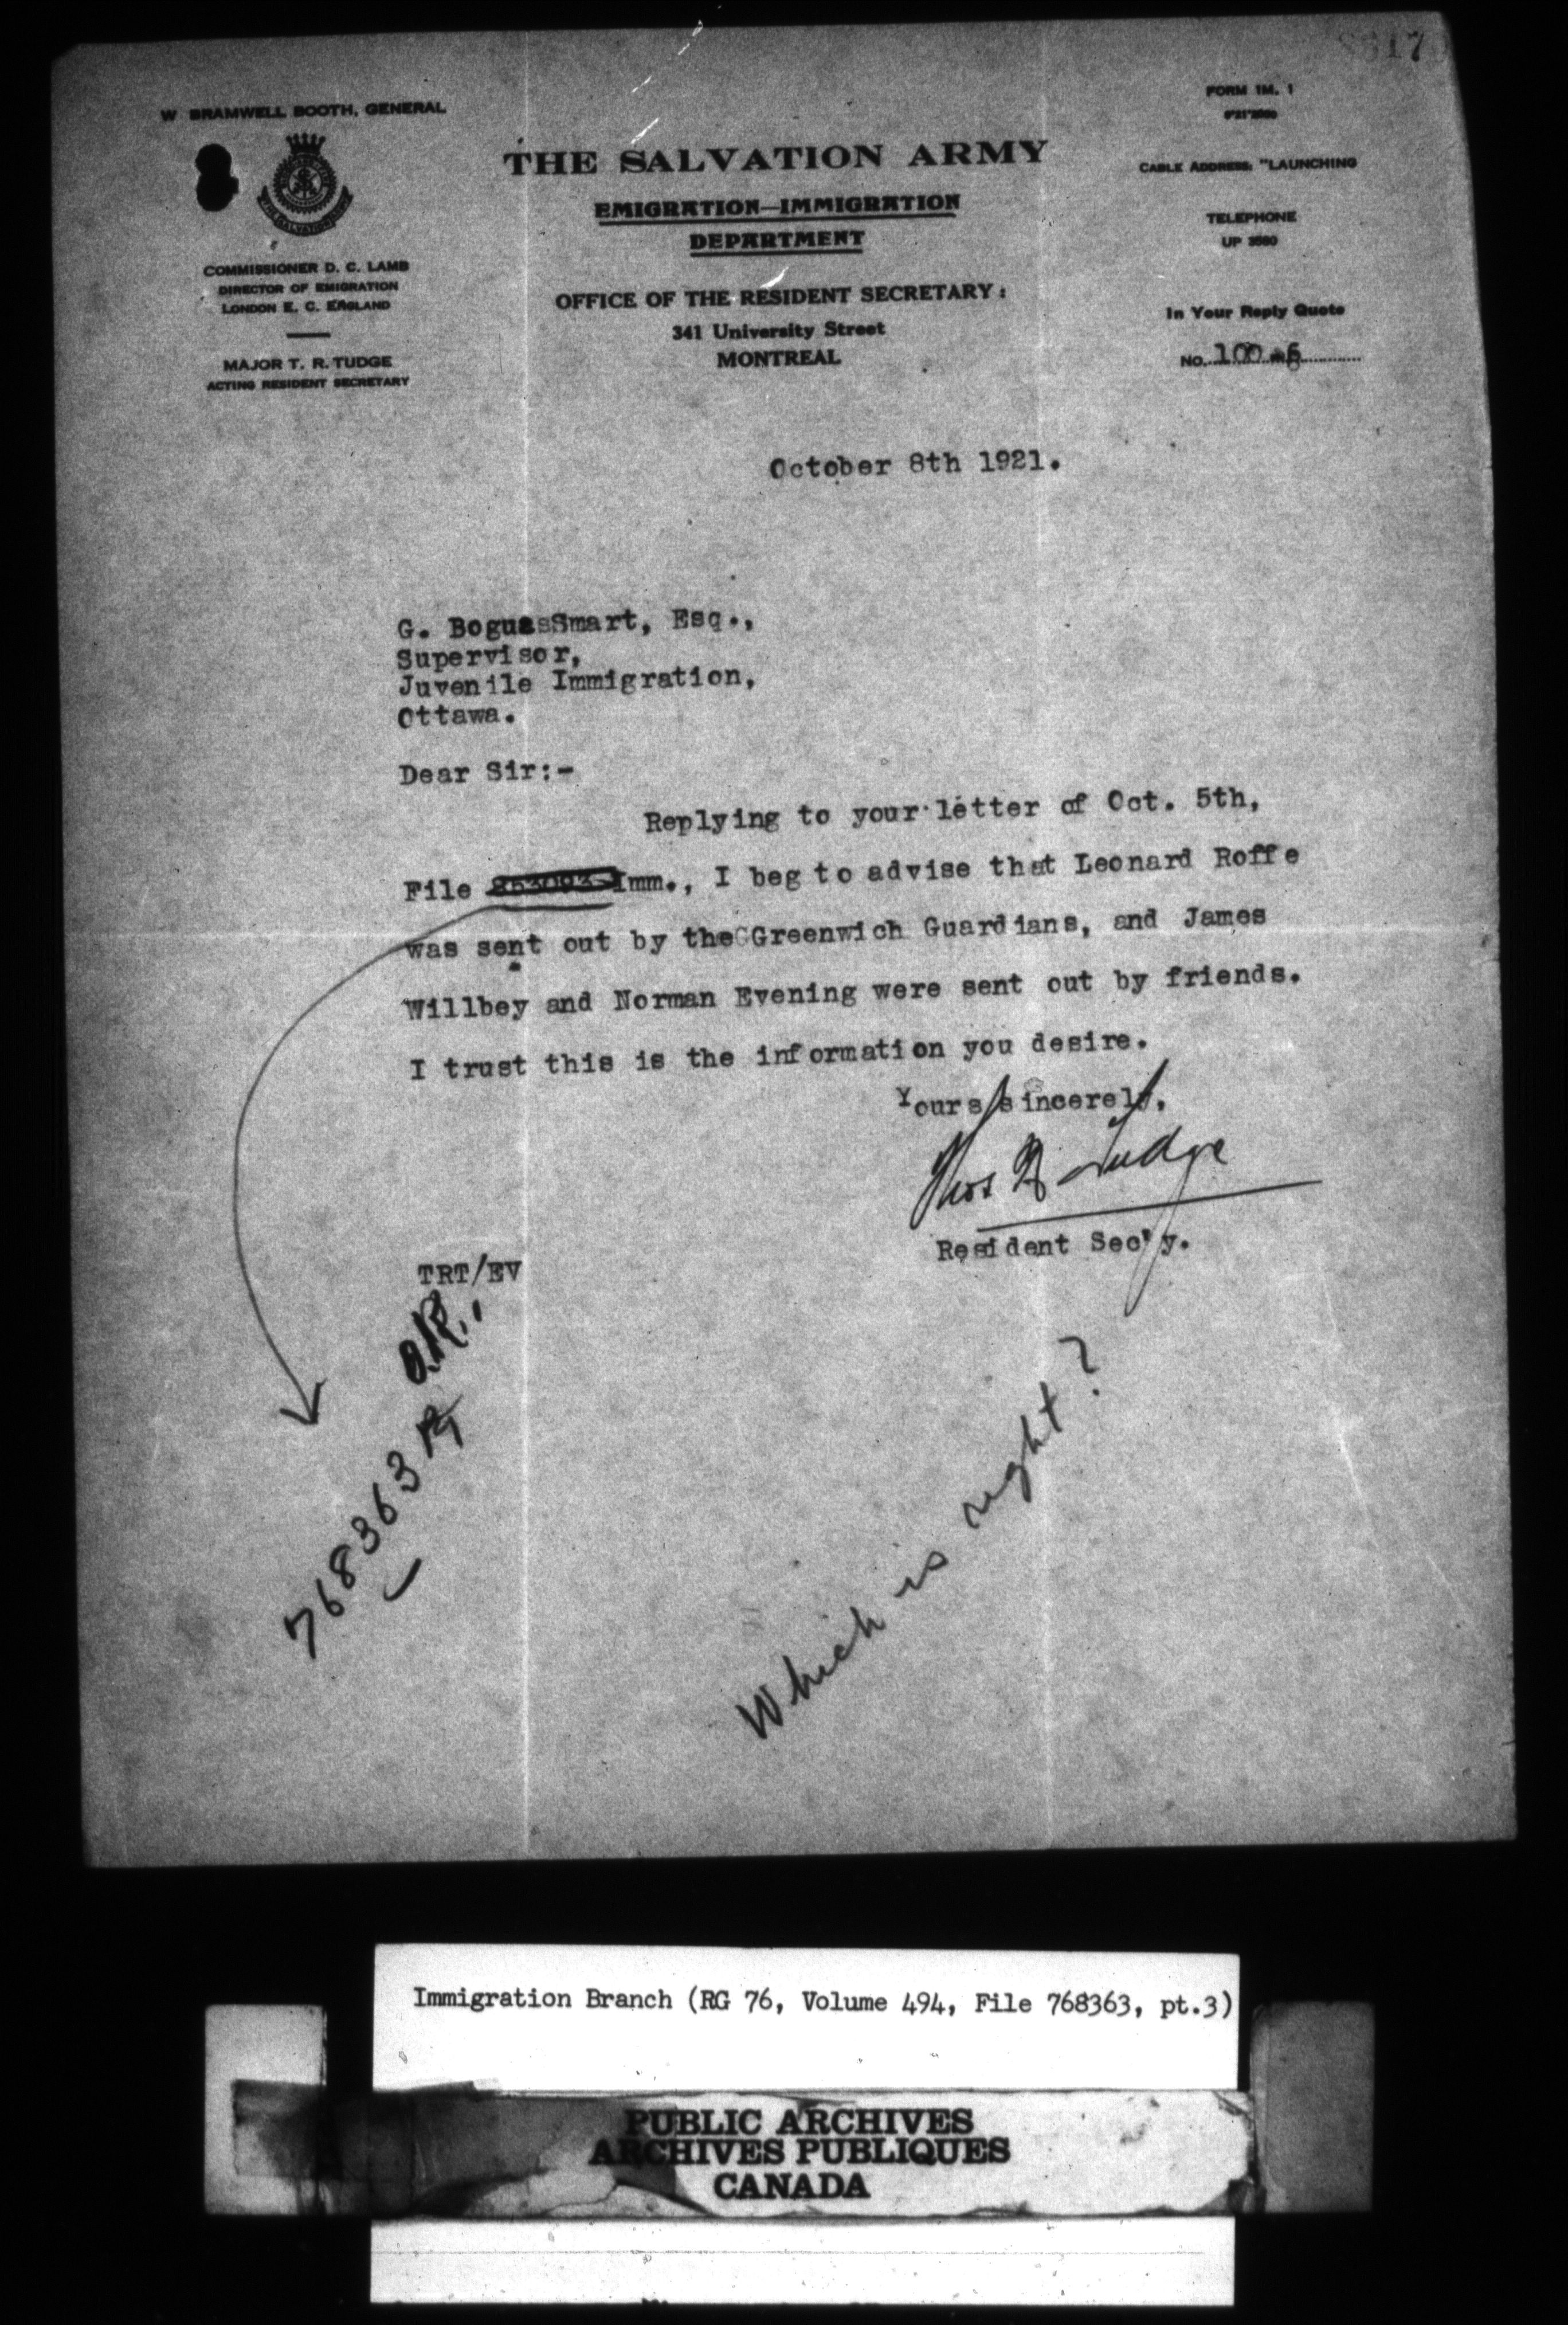 W BRAMWELL BOOTH, GENERAL
COMMISSIONER D. C. LAMB
DIRECTOR OF EMIGRATION
LONDON E. C. ENGLAND
MAJOR T. R. TUDGE
ACTING RESIDENT SECRETARY
THE SALVATION ARMY
EMIGRATION—IMMIGRATION
DEPARTMENT
OFFICE OF THE RESIDENT SECRETARY:
341 University Street
MONTREAL
FORM IM. 1
CABLE ADDRESS: "LAUNCHING
TELEPHONE
UP
In Your Reply Quote
NO. 100
October 8th 1921.
G. Bogue Smart, Esq.,
Supervisor,
Juvenile Immigration,
Ottawa.
Dear Sir:-
Replying to your letter of Oct. 5th,
File Imm., I beg to advise that Leonard Roffe
was sent out by the Greenwich Guardians, and James
Willbey and Norman Evening were sent out by friends.
I trust this is the information you desire.
Yours sincerely,
Thos R Tudge
Resident Sec'y.
TRT/EV
O.K.
768363
Which is right?
Immigration Branch (RG 76, Volume 494, File 768363, pt.3)
PUBLIC ARCHIVES
ARCHIVES PUBLIQUES
CANADA